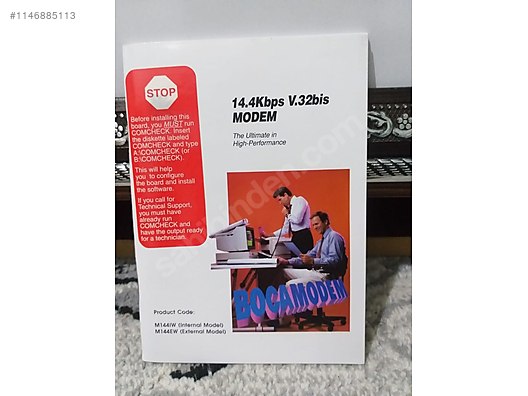 #1146885113
STOP
Before installing this
board, you MUST run
COMCHECK. Insert
the diskette labeled
COMCHECK and type
A:\COMCHECK (or
B:\COMCHECK).
This will help
you to configure
the board and install
the software.
If you call for
Technical Support,
you must have
already run
COMCHECK and
have the output ready
for a technician.
14.4Kbps V.32bis
MODEM
The Ultimate in
High-Performance
BOCAMODEM
Product Code:
M144IW (Internal Model)
M144EW (External Model)
sahibinden.com